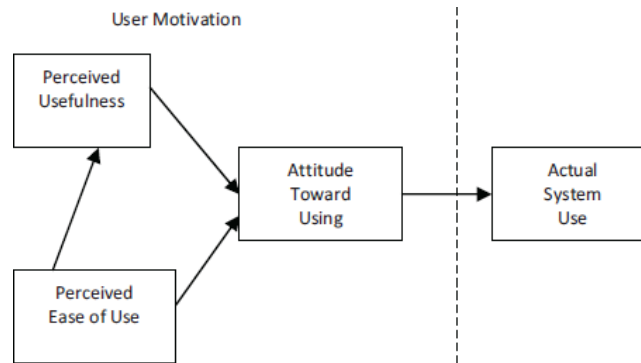 User Motivation
Perceived
Usefulness
Attitude
Toward
Using
Actual
System
Use
Perceived
Ease of Use